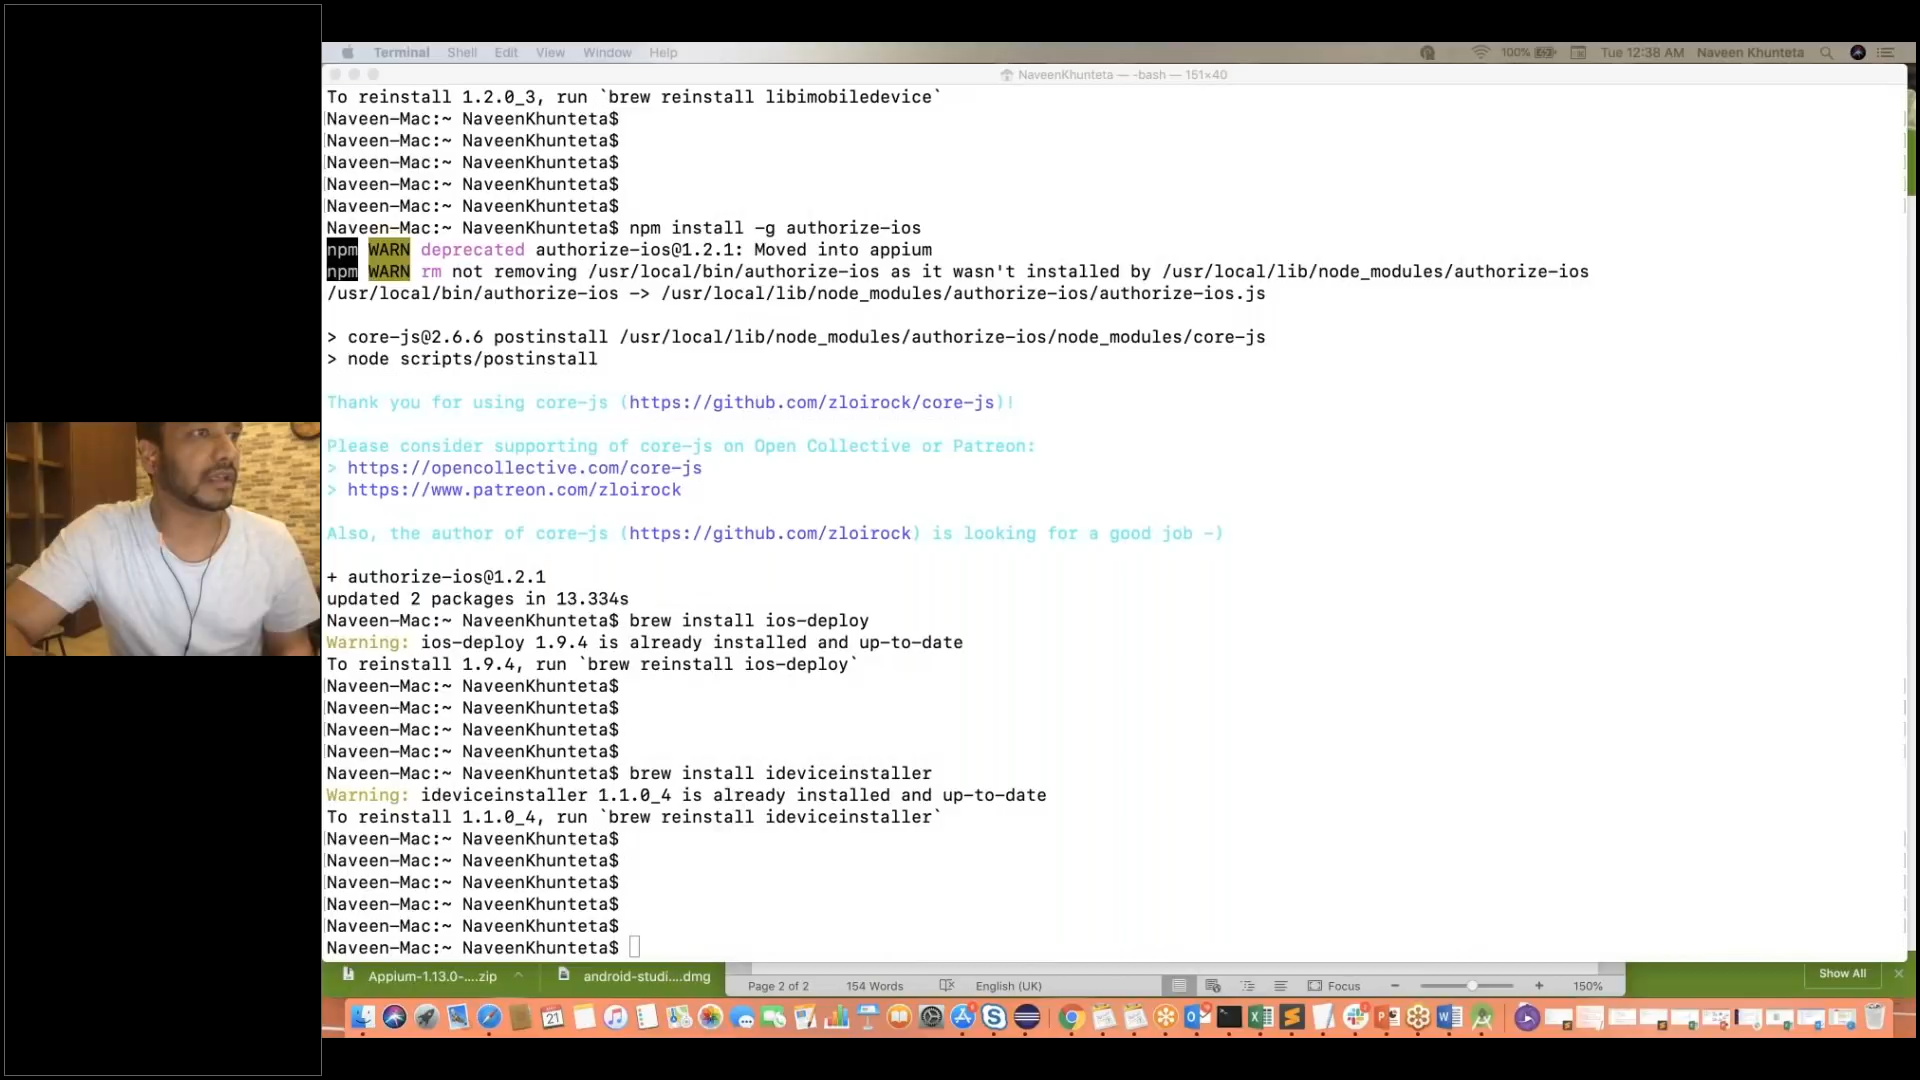 Terminal Shell Edit View Window Help 100% Tue 12:38 AM Naveen Khunteta
NaveenKhunteta — -bash — 151×40
To reinstall 1.2.0_3, run `brew reinstall libimobiledevice`
Naveen-Mac:~ NaveenKhunteta$
Naveen-Mac:~ NaveenKhunteta$
Naveen-Mac:~ NaveenKhunteta$
Naveen-Mac:~ NaveenKhunteta$
Naveen-Mac:~ NaveenKhunteta$
Naveen-Mac:~ NaveenKhunteta$ npm install -g authorize-ios
npm WARN deprecated authorize-ios@1.2.1: Moved into appium
npm WARN rm not removing /usr/local/bin/authorize-ios as it wasn't installed by /usr/local/lib/node_modules/authorize-ios
/usr/local/bin/authorize-ios -> /usr/local/lib/node_modules/authorize-ios/authorize-ios.js
> core-js@2.6.6 postinstall /usr/local/lib/node_modules/authorize-ios/node_modules/core-js
> node scripts/postinstall
Thank you for using core-js (https://github.com/zloirock/core-js)!
Please consider supporting of core-js on Open Collective or Patreon:
> https://opencollective.com/core-js
> https://www.patreon.com/zloirock
Also, the author of core-js (https://github.com/zloirock) is looking for a good job -)
+ authorize-ios@1.2.1
updated 2 packages in 13.334s
Naveen-Mac:~ NaveenKhunteta$ brew install ios-deploy
Warning: ios-deploy 1.9.4 is already installed and up-to-date
To reinstall 1.9.4, run `brew reinstall ios-deploy`
Naveen-Mac:~ NaveenKhunteta$
Naveen-Mac:~ NaveenKhunteta$
Naveen-Mac:~ NaveenKhunteta$
Naveen-Mac:~ NaveenKhunteta$
Naveen-Mac:~ NaveenKhunteta$ brew install ideviceinstaller
Warning: ideviceinstaller 1.1.0_4 is already installed and up-to-date
To reinstall 1.1.0_4, run `brew reinstall ideviceinstaller`
Naveen-Mac:~ NaveenKhunteta$
Naveen-Mac:~ NaveenKhunteta$
Naveen-Mac:~ NaveenKhunteta$
Naveen-Mac:~ NaveenKhunteta$
Naveen-Mac:~ NaveenKhunteta$
Naveen-Mac:~ NaveenKhunteta$
Appium-1.13.0-....zip android-studi....dmg Show All
Page 2 of 2 154 Words English (UK) Focus 150%
21